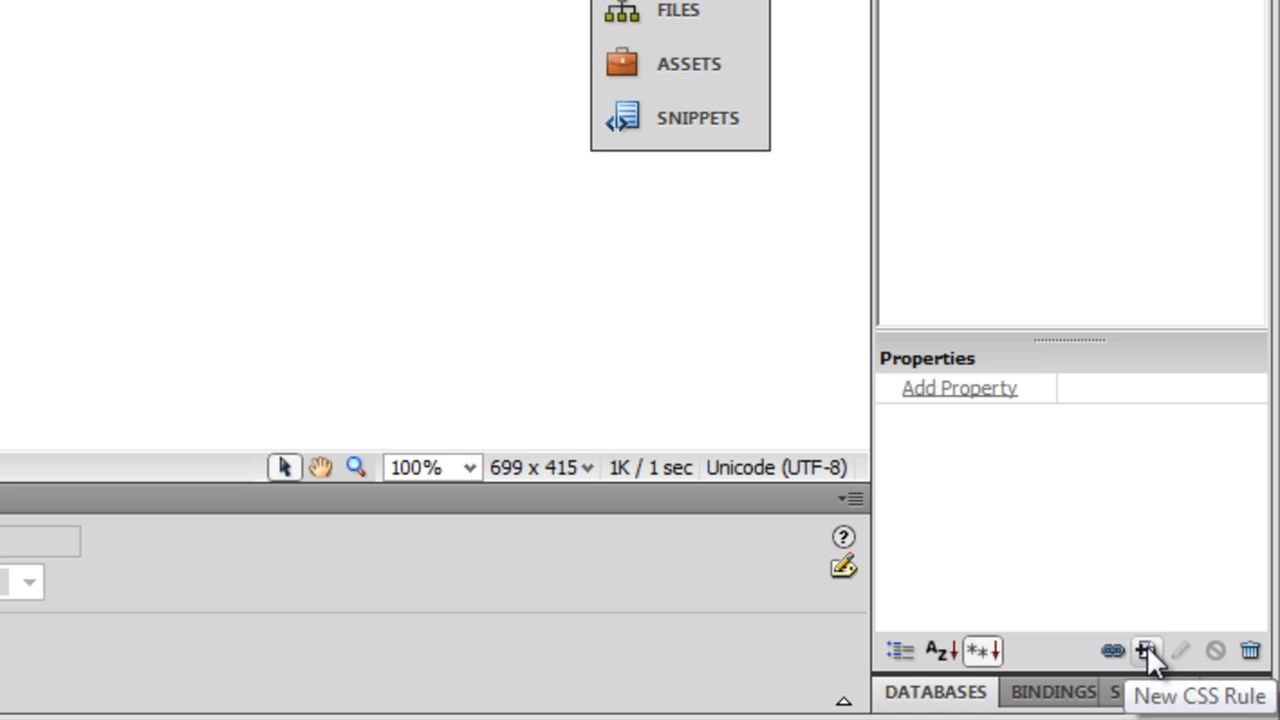 FILES
ASSETS
SNIPPETS
Properties
Add Property
100% 699 x 415 1K / 1 sec Unicode (UTF-8)
?
Az **
DATABASES BINDINGS S
New CSS Rule